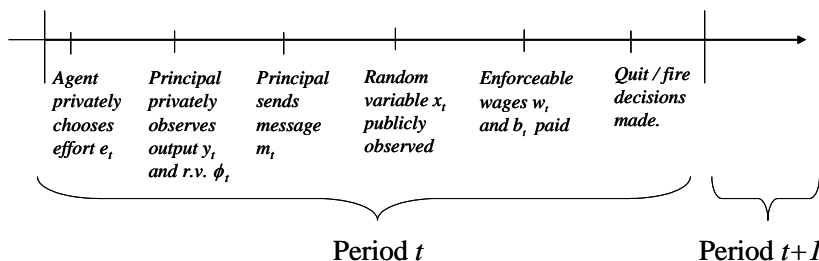 Agent
privately
chooses
effort e_t
Principal
privately
observes
output y_t
and r.v. ϕ_t
Principal
sends
message
m_t
Random
variable x_t
publicly
observed
Enforceable
wages w_t
and b_t paid
Quit / fire
decisions
made.
Period t
Period t+1